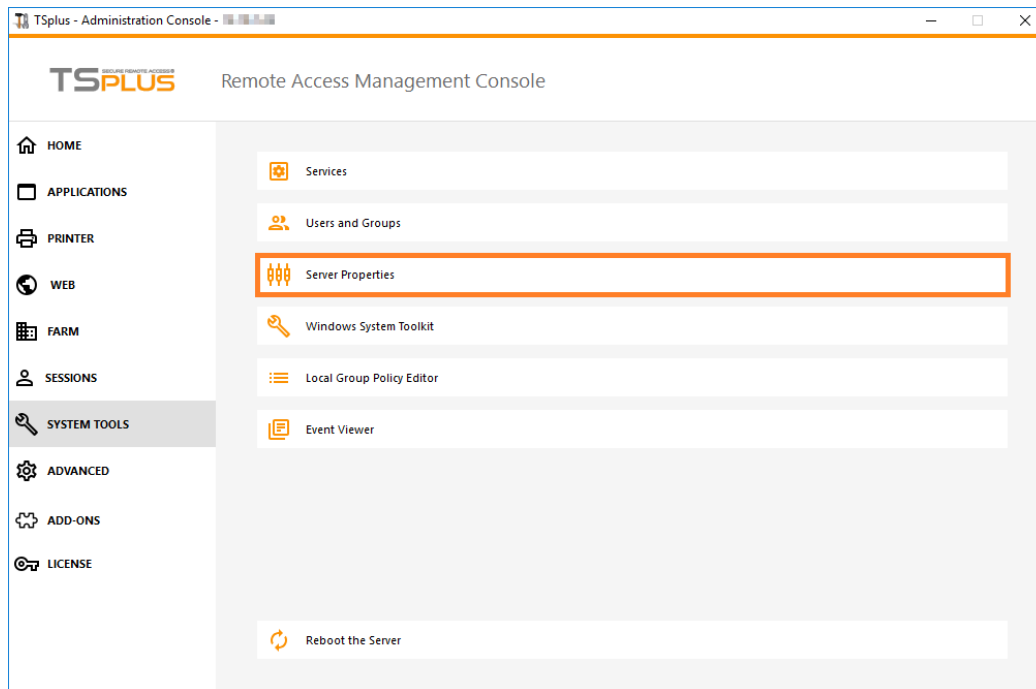 TSplus - Administration Console -
SECURE REMOTE ACCESS®
TSPLUS
Remote Access Management Console
HOME
APPLICATIONS
PRINTER
WEB
FARM
SESSIONS
SYSTEM TOOLS
ADVANCED
ADD-ONS
LICENSE
Services
Users and Groups
Server Properties
Windows System Toolkit
Local Group Policy Editor
Event Viewer
Reboot the Server